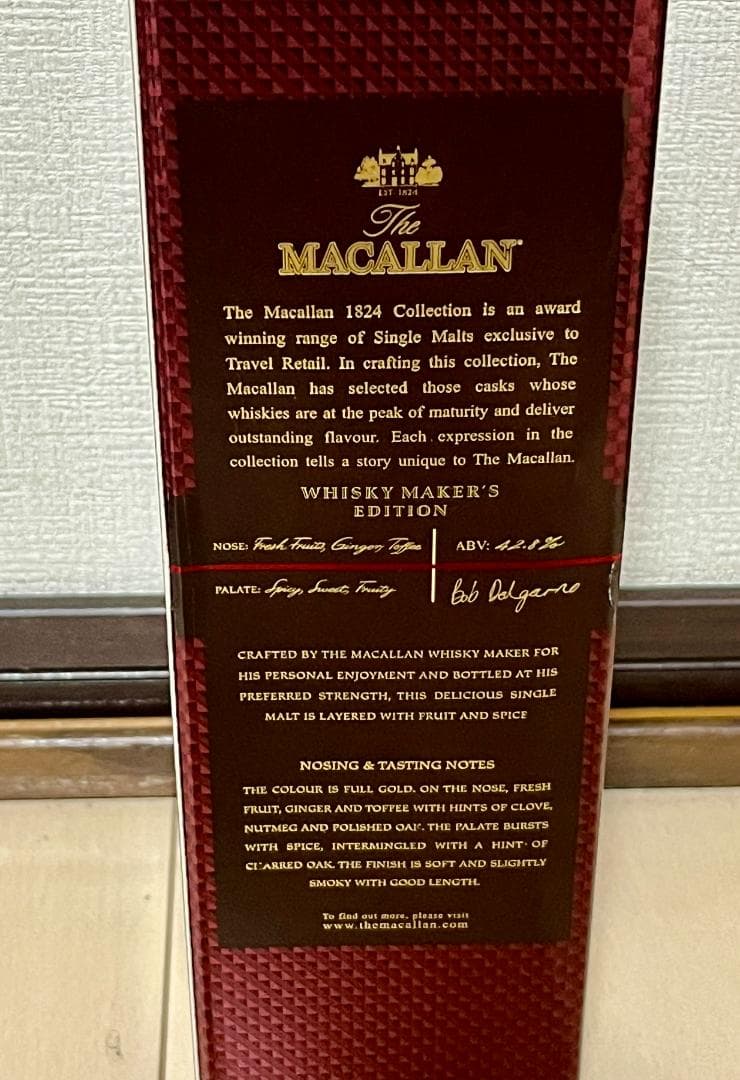 EST 1824
The
MACALLAN
The Macallan 1824 Collection is an award
winning range of Single Malts exclusive to
Travel Retail. In crafting this collection, The
Macallan has selected those casks whose
whiskies are at the peak of maturity and deliver
outstanding flavour. Each expression in the
collection tells a story unique to The Macallan.
WHISKY MAKER'S
EDITION
NOSE: Fresh Fruits, Ginger, Toffee ABV: 42.8%
PALATE: Spicy, Sweet, Fruity Bob Dalgarno
CRAFTED BY THE MACALLAN WHISKY MAKER FOR
HIS PERSONAL ENJOYMENT AND BOTTLED AT HIS
PREFERRED STRENGTH, THIS DELICIOUS SINGLE
MALT IS LAYERED WITH FRUIT AND SPICE
NOSING & TASTING NOTES
THE COLOUR IS FULL GOLD. ON THE NOSE, FRESH
FRUIT, GINGER AND TOFFEE WITH HINTS OF CLOVE,
NUTMEG AND POLISHED OAK. THE PALATE BURSTS
WITH SPICE, INTERMINGLED WITH A HINT OF
CHARRED OAK. THE FINISH IS SOFT AND SLIGHTLY
SMOKY WITH GOOD LENGTH.
To find out more, please visit
www.themacallan.com